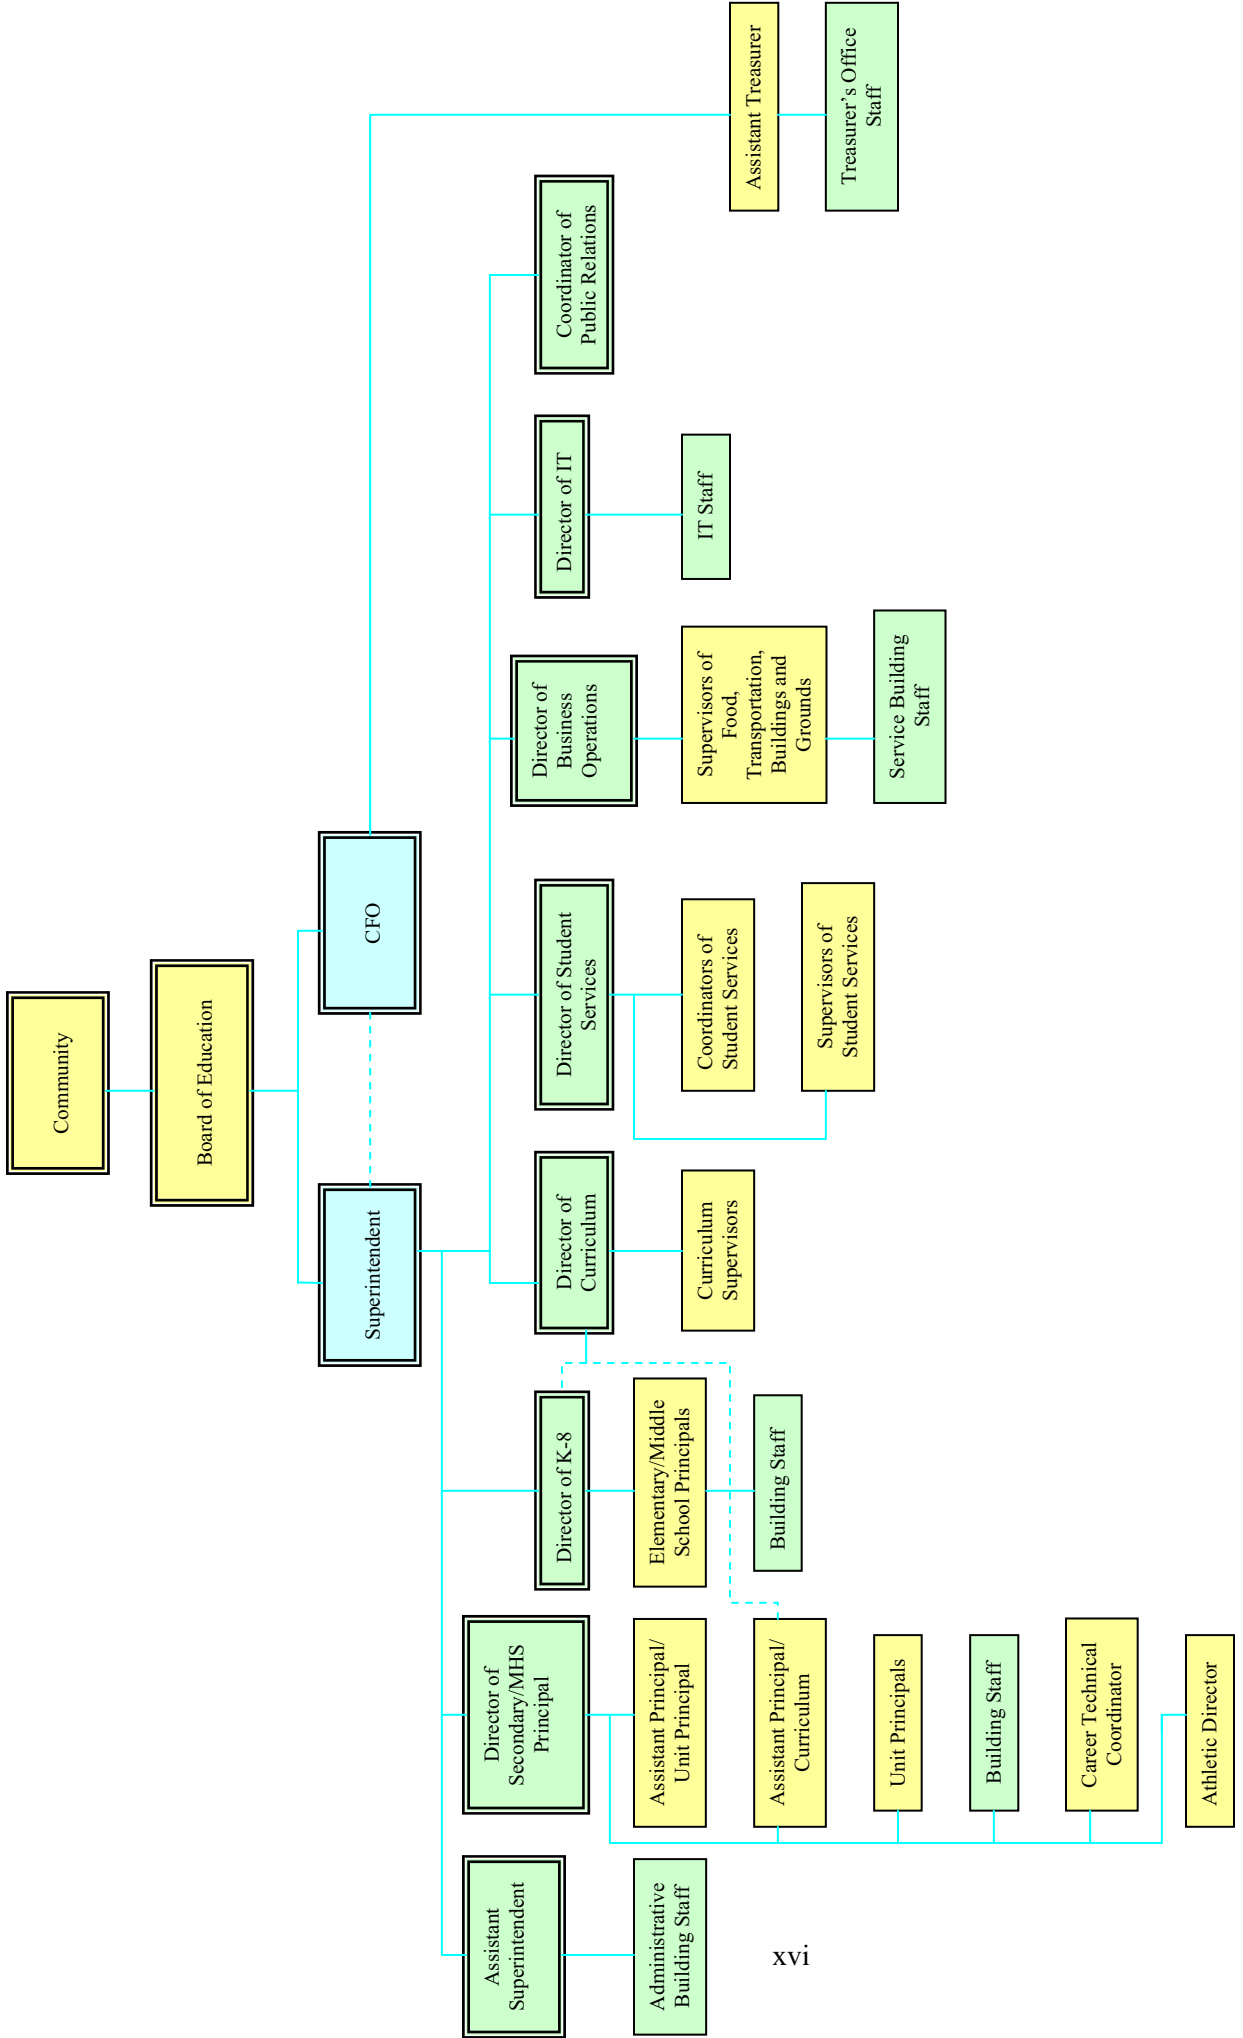 Community
Board of Education
Superintendent
CFO
Assistant
Superintendent
Director of
Secondary/MHS
Principal
Director of K-8
Director of
Curriculum
Director of Student
Services
Director of
Business
Operations
Director of IT
Coordinator of
Public Relations
Assistant Treasurer
Treasurer's Office
Staff
Administrative
Building Staff
Assistant Principal/
Unit Principal
Assistant Principal/
Curriculum
Unit Principals
Building Staff
Career Technical
Coordinator
Athletic Director
Elementary/Middle
School Principals
Building Staff
Curriculum
Supervisors
Coordinators of
Student Services
Supervisors of
Student Services
Supervisors of
Food,
Transportation,
Buildings and
Grounds
Service Building
Staff
IT Staff
xvi